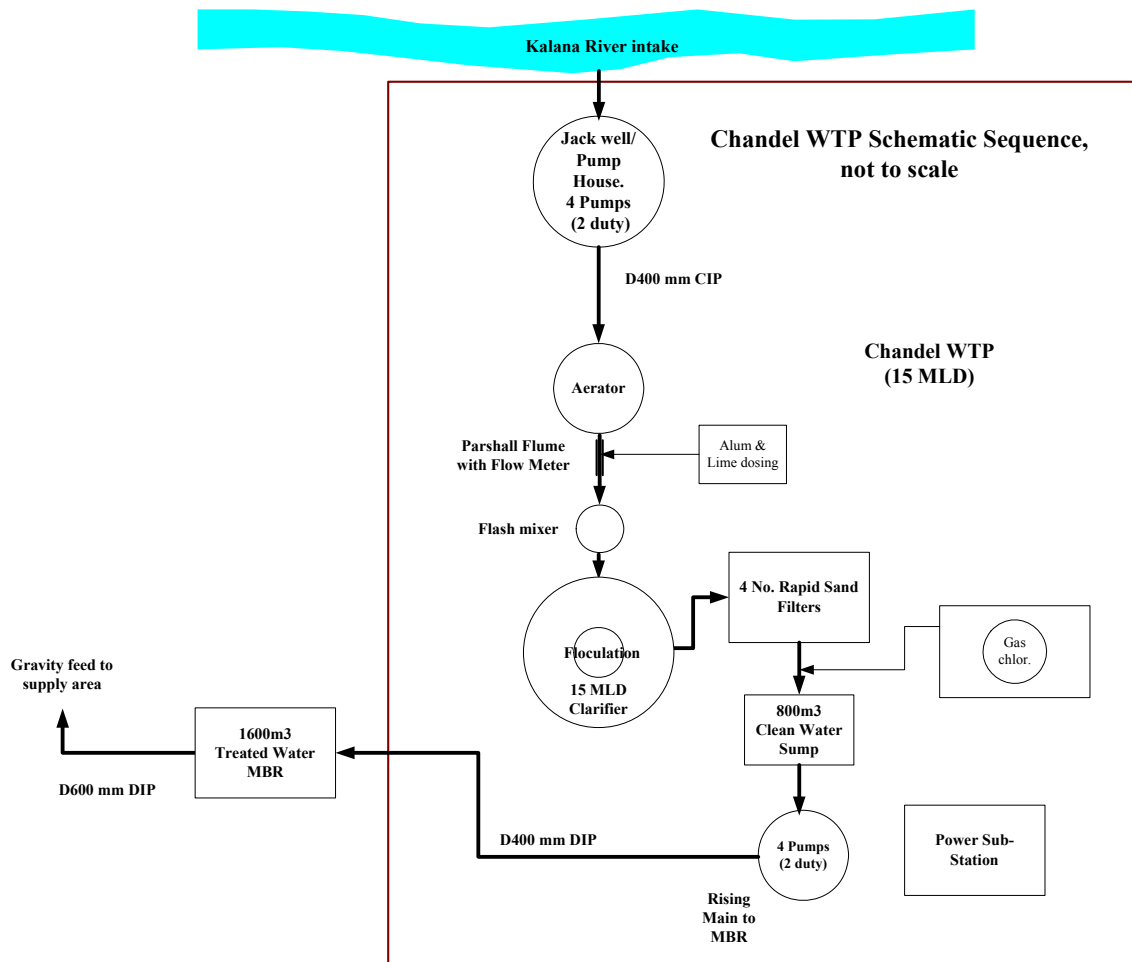 Kalana River intake
Jack well/
Pump
House.
4 Pumps
(2 duty)
Chandel WTP Schematic Sequence,
not to scale
D400 mm CIP
Chandel WTP
(15 MLD)
Aerator
Parshall Flume
with Flow Meter
Alum &
Lime dosing
Flash mixer
4 No. Rapid Sand
Filters
Floculation
15 MLD
Clarifier
Gas
chlor.
Gravity feed to
supply area
800m3
Clean Water
Sump
1600m3
Treated Water
MBR
D600 mm DIP
D400 mm DIP
4 Pumps
(2 duty)
Power Sub-
Station
Rising
Main to
MBR